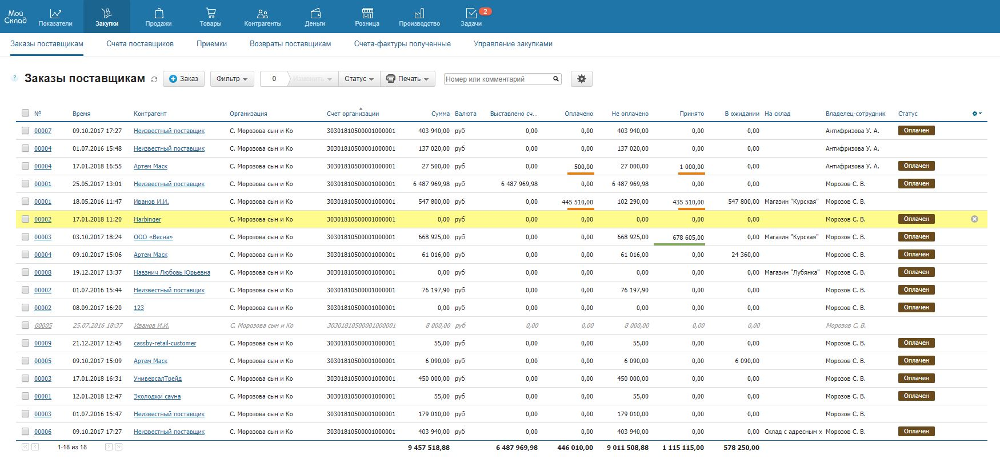 Мой Склад
Показатели Закупки Продажи Товары Контрагенты Деньги Розница Производство Задачи 2
Заказы поставщикам Счета поставщиков Приемки Возвраты поставщикам Счета-фактуры полученные Управление закупками
? Заказы поставщикам Заказ Фильтр 0 Изменить Статус Печать Номер или комментарий
№ Время Контрагент Организация Счет организации Сумма Валюта Выставлено сч... Оплачено Не оплачено Принято В ожидании На склад Владелец-сотрудник Статус
00007 09.10.2017 17:27 Неизвестный поставщик С. Морозова сын и Ко 30301810500001000001 403 940,00 руб 0,00 0,00 403 940,00 0,00 0,00 Антифризова У. А. Оплачен
00004 01.07.2016 15:48 Неизвестный поставщик С. Морозова сын и Ко 30301810500001000001 137 020,00 руб 0,00 0,00 137 020,00 0,00 0,00 Антифризова У. А.
00004 17.01.2018 16:55 Артем Маск С. Морозова сын и Ко 30301810500001000001 27 500,00 руб 0,00 500,00 27 000,00 1 000,00 0,00 Антифризова У. А. Оплачен
00001 25.05.2017 13:01 Неизвестный поставщик С. Морозова сын и Ко 30301810500001000001 6 487 969,98 руб 6 487 969,98 0,00 6 487 969,98 0,00 0,00 Морозов С. В. Оплачен
00001 18.05.2016 11:47 Иванов И.И. С. Морозова сын и Ко 30301810500001000001 547 800,00 руб 0,00 445 510,00 102 290,00 435 510,00 547 800,00 Магазин "Курская" Морозов С. В.
00002 17.01.2018 11:20 Harbinger С. Морозова сын и Ко 30301810500001000001 0,00 руб 0,00 0,00 0,00 0,00 0,00 Морозов С. В. Оплачен
00003 03.10.2017 18:24 ООО «Весна» С. Морозова сын и Ко 30301810500001000001 668 925,00 руб 0,00 0,00 668 925,00 678 605,00 0,00 Магазин "Курская" Морозов С. В. Оплачен
00004 09.10.2017 15:06 Артем Маск С. Морозова сын и Ко 30301810500001000001 61 016,00 руб 0,00 0,00 61 016,00 0,00 24 360,00 Морозов С. В. Оплачен
00008 19.12.2017 13:37 Навзнич Любовь Юрьевна С. Морозова сын и Ко 30301810500001000001 0,00 руб 0,00 0,00 0,00 0,00 0,00 Магазин "Лубянка" Морозов С. В. Оплачен
00002 01.07.2016 15:44 Неизвестный поставщик С. Морозова сын и Ко 30301810500001000001 76 197,90 руб 0,00 0,00 76 197,90 0,00 0,00 Морозов С. В. Оплачен
00002 08.09.2017 16:20 123 С. Морозова сын и Ко 30301810500001000001 0,00 руб 0,00 0,00 0,00 0,00 0,00 Морозов С. В. Оплачен
00005 25.07.2016 18:37 Иванов И.И. С. Морозова сын и Ко 30301810500001000001 8 000,00 руб 0,00 0,00 8 000,00 0,00 0,00 Морозов С. В.
00009 21.12.2017 12:45 cassby-retail-customer С. Морозова сын и Ко 30301810500001000001 55,00 руб 0,00 0,00 55,00 0,00 0,00 Морозов С. В. Оплачен
00005 09.10.2017 15:09 Артем Маск С. Морозова сын и Ко 30301810500001000001 6 090,00 руб 0,00 0,00 6 090,00 0,00 6 090,00 Морозов С. В. Оплачен
00003 17.01.2018 16:31 УниверсалТрейд С. Морозова сын и Ко 30301810500001000001 450 000,00 руб 0,00 0,00 450 000,00 0,00 0,00 Морозов С. В. Оплачен
00001 12.01.2018 12:47 Эколоджи сауна С. Морозова сын и Ко 30301810500001000001 55,00 руб 0,00 0,00 55,00 0,00 0,00 Морозов С. В. Оплачен
00003 01.07.2016 15:47 Неизвестный поставщик С. Морозова сын и Ко 30301810500001000001 179 010,00 руб 0,00 0,00 179 010,00 0,00 0,00 Морозов С. В.
00006 09.10.2017 17:27 Неизвестный поставщик С. Морозова сын и Ко 30301810500001000001 403 940,00 руб 0,00 0,00 403 940,00 0,00 0,00 Склад с адресным х Морозов С. В. Оплачен
1-18 из 18 9 457 518,88 6 487 969,98 446 010,00 9 011 508,88 1 115 115,00 578 250,00